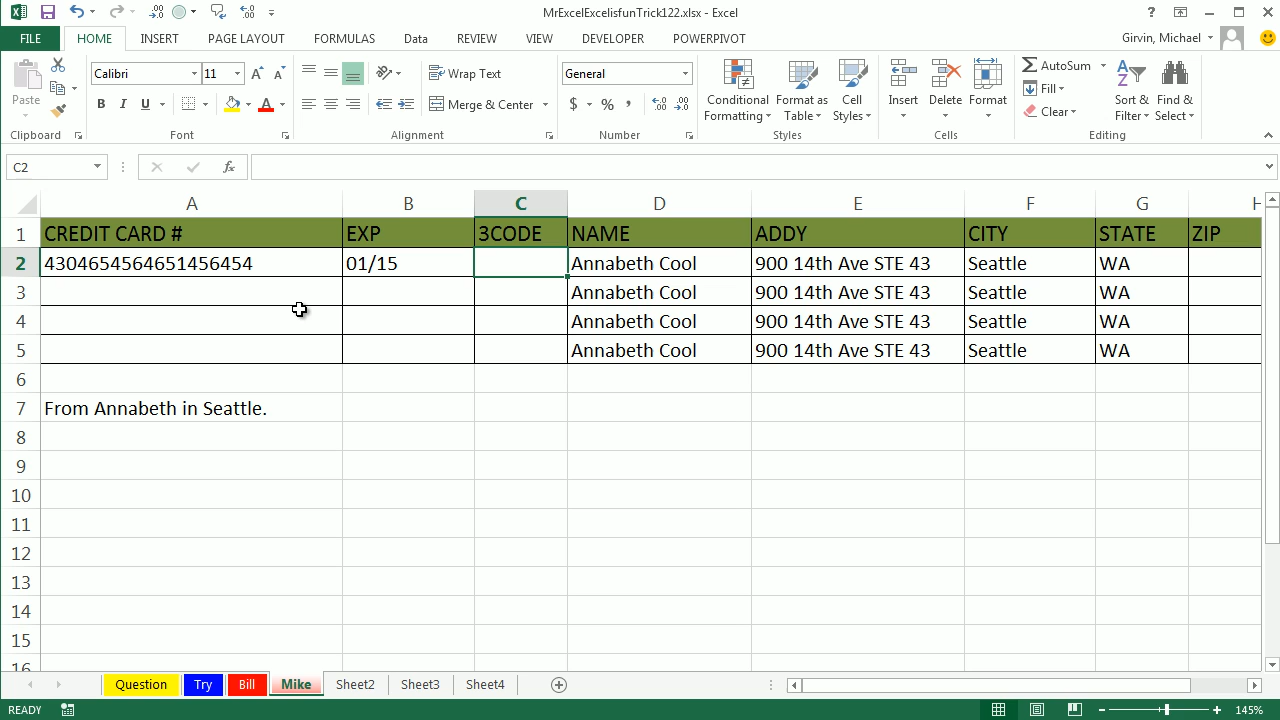 MrExcelExcelisfunTrick122.xlsx - Excel
FILE HOME INSERT PAGE LAYOUT FORMULAS Data REVIEW VIEW DEVELOPER POWERPIVOT Girvin, Michael
Paste Calibri 11 Wrap Text General Conditional Formatting Format as Table Cell Styles Insert Delete Format AutoSum Fill Clear Sort & Filter Find & Select
B I U Merge & Center $ % ,
Clipboard Font Alignment Number Styles Cells Editing
C2 fx
A B C D E F G H
1 CREDIT CARD # EXP 3CODE NAME ADDY CITY STATE ZIP
2 4304654564651456454 01/15 Annabeth Cool 900 14th Ave STE 43 Seattle WA
3 Annabeth Cool 900 14th Ave STE 43 Seattle WA
4 Annabeth Cool 900 14th Ave STE 43 Seattle WA
5 Annabeth Cool 900 14th Ave STE 43 Seattle WA
6
7 From Annabeth in Seattle.
8
9
10
11
12
13
14
15
16
Question Try Bill Mike Sheet2 Sheet3 Sheet4
READY 145%